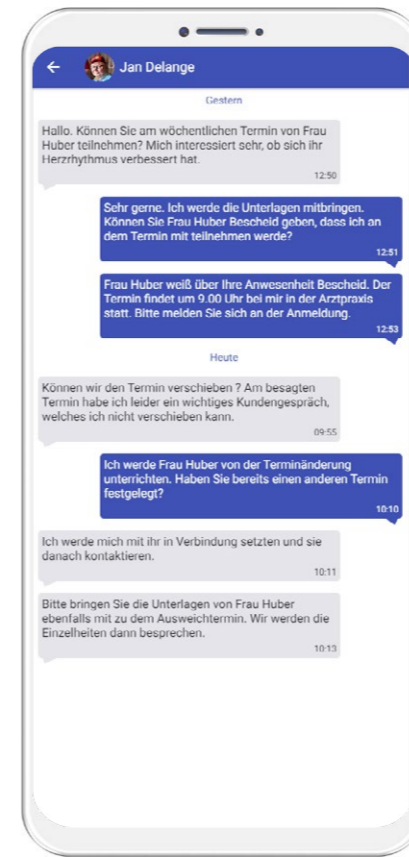 Jan Delange
Gestern
Hallo. Können Sie am wöchentlichen Termin von Frau
Huber teilnehmen? Mich interessiert sehr, ob sich ihr
Herzrhythmus verbessert hat.
12:50
Sehr gerne. Ich werde die Unterlagen mitbringen.
Können Sie Frau Huber Bescheid geben, dass ich an
dem Termin mit teilnehmen werde?
12:51
Frau Huber weiß über Ihre Anwesenheit Bescheid. Der
Termin findet um 9.00 Uhr bei mir in der Arztpraxis
statt. Bitte melden Sie sich an der Anmeldung.
12:53
Heute
Können wir den Termin verschieben ? Am besagten
Termin habe ich leider ein wichtiges Kundengespräch,
welches ich nicht verschieben kann.
09:55
Ich werde Frau Huber von der Terminänderung
unterrichten. Haben Sie bereits einen anderen Termin
festgelegt?
10:10
Ich werde mich mit ihr in Verbindung setzten und sie
danach kontaktieren.
10:11
Bitte bringen Sie die Unterlagen von Frau Huber
ebenfalls mit zu dem Ausweichtermin. Wir werden die
Einzelheiten dann besprechen.
10:13